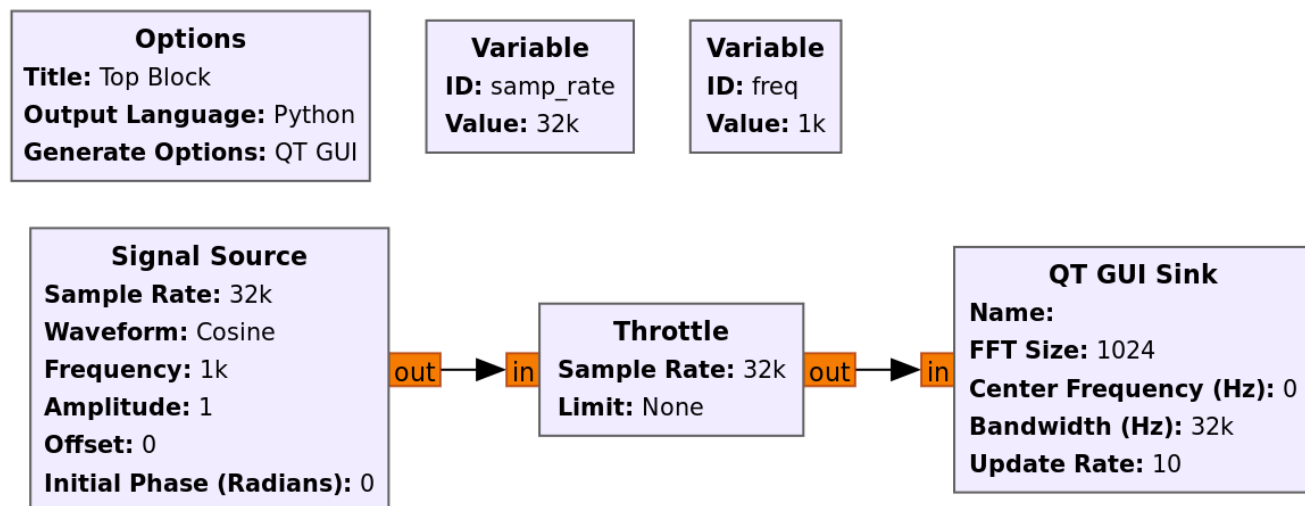 Options
Title: Top Block
Output Language: Python
Generate Options: QT GUI
Variable
ID: samp_rate
Value: 32k
Variable
ID: freq
Value: 1k
Signal Source
Sample Rate: 32k
Waveform: Cosine
Frequency: 1k
Amplitude: 1
Offset: 0
Initial Phase (Radians): 0
out
in
Throttle
Sample Rate: 32k
Limit: None
out
in
QT GUI Sink
Name:
FFT Size: 1024
Center Frequency (Hz): 0
Bandwidth (Hz): 32k
Update Rate: 10